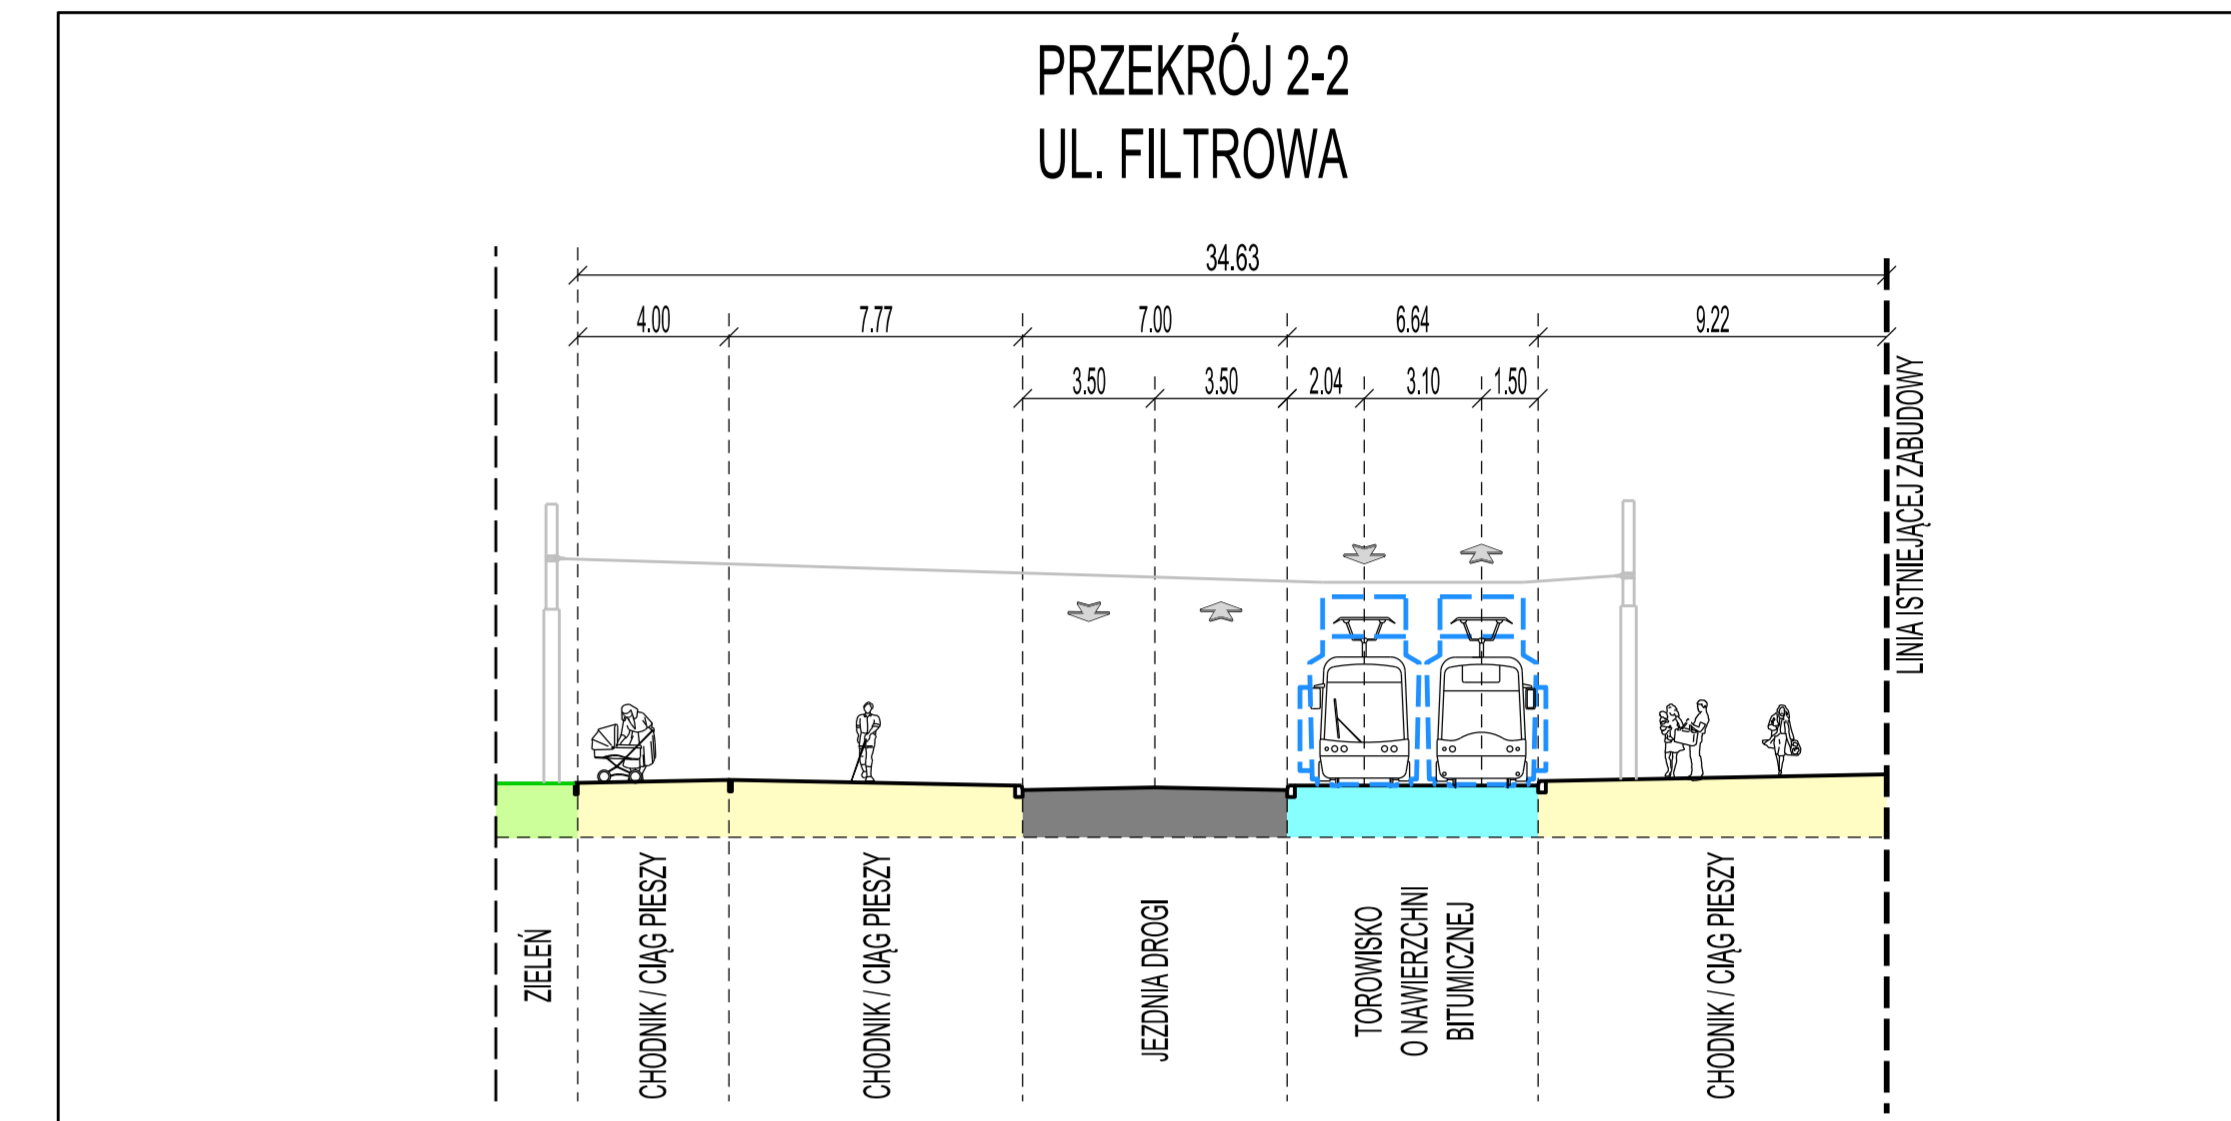 PRZEKRÓJ 2-2
UL. FILTROWA
34.63
4.00
7.77
7.00
6.64
9.22
3.50
3.50
2.04
3.10
1.50
LINIA ISTNIEJĄCEJ ZABUDOWY
ZIELEŃ
CHODNIK / CIĄG PIESZY
CHODNIK / CIĄG PIESZY
JEZDNIA DROGI
TOROWISKO
O NAWIERZCHNI
BITUMICZNEJ
CHODNIK / CIĄG PIESZY